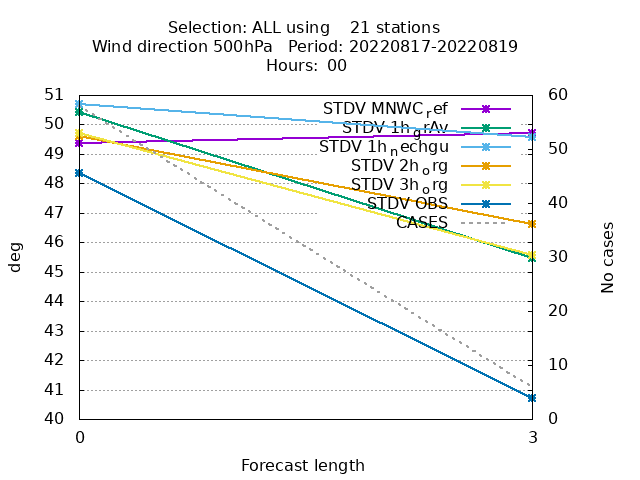 Selection: ALL using    21 stations
Wind direction 500hPa   Period: 20220817-20220819
Hours:  00
51
50
49
48
47
46
45
44
43
42
41
40
deg
STDV MNWC_ref
STDV 1h_grAv
STDV 1h_nechgu
STDV 2h_org
STDV 3h_org
STDV OBS
CASES
60
50
40
30
20
10
0
No cases
0
3
Forecast length